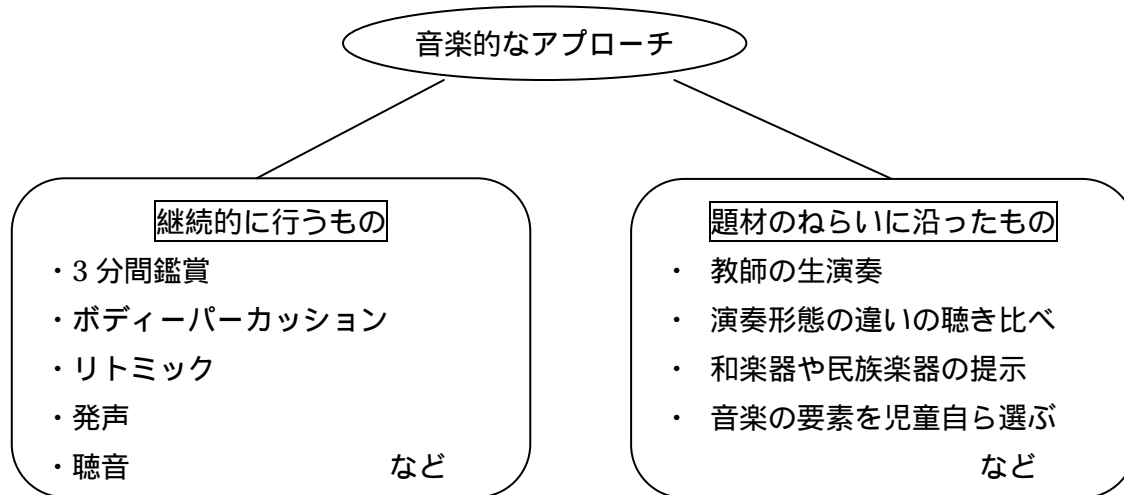 音楽的なアプローチ
継続的に行うもの
・3 分間鑑賞
・ボディーパーカッション
・リトミック
・発声
・聴音 など
題材のねらいに沿ったもの
・ 教師の生演奏
・ 演奏形態の違いの聴き比べ
・ 和楽器や民族楽器の提示
・ 音楽の要素を児童自ら選ぶ
など